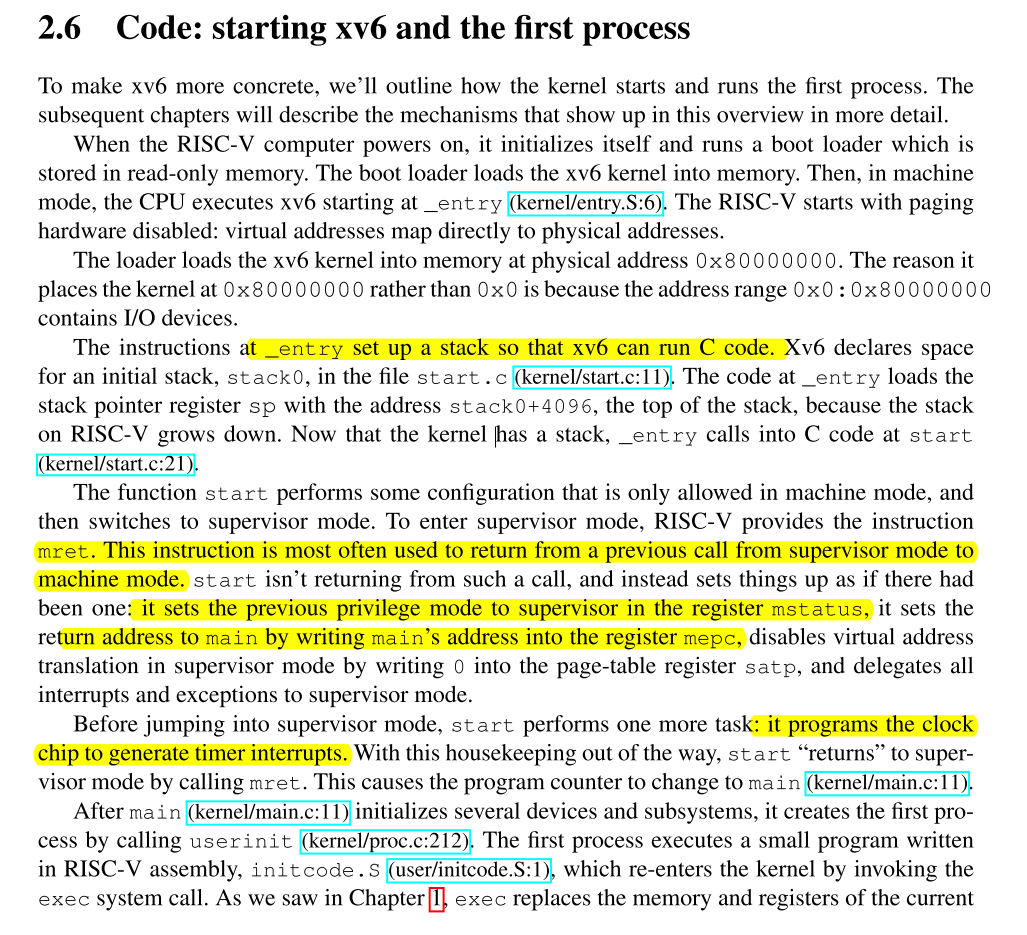 2.6 Code: starting xv6 and the first process
To make xv6 more concrete, we'll outline how the kernel starts and runs the first process. The
subsequent chapters will describe the mechanisms that show up in this overview in more detail.
When the RISC-V computer powers on, it initializes itself and runs a boot loader which is
stored in read-only memory. The boot loader loads the xv6 kernel into memory. Then, in machine
mode, the CPU executes xv6 starting at _entry (kernel/entry.S:6). The RISC-V starts with paging
hardware disabled: virtual addresses map directly to physical addresses.
The loader loads the xv6 kernel into memory at physical address 0x80000000. The reason it
places the kernel at 0x80000000 rather than 0x0 is because the address range 0x0:0x80000000
contains I/O devices.
The instructions at _entry set up a stack so that xv6 can run C code. Xv6 declares space
for an initial stack, stack0, in the file start.c (kernel/start.c:11). The code at _entry loads the
stack pointer register sp with the address stack0+4096, the top of the stack, because the stack
on RISC-V grows down. Now that the kernel has a stack, _entry calls into C code at start
(kernel/start.c:21).
The function start performs some configuration that is only allowed in machine mode, and
then switches to supervisor mode. To enter supervisor mode, RISC-V provides the instruction
mret. This instruction is most often used to return from a previous call from supervisor mode to
machine mode. start isn't returning from such a call, and instead sets things up as if there had
been one: it sets the previous privilege mode to supervisor in the register mstatus, it sets the
return address to main by writing main's address into the register mepc, disables virtual address
translation in supervisor mode by writing 0 into the page-table register satp, and delegates all
interrupts and exceptions to supervisor mode.
Before jumping into supervisor mode, start performs one more task: it programs the clock
chip to generate timer interrupts. With this housekeeping out of the way, start “returns” to super-
visor mode by calling mret. This causes the program counter to change to main (kernel/main.c:11).
After main (kernel/main.c:11) initializes several devices and subsystems, it creates the first pro-
cess by calling userinit (kernel/proc.c:212). The first process executes a small program written
in RISC-V assembly, initcode.S (user/initcode.S:1), which re-enters the kernel by invoking the
exec system call. As we saw in Chapter 1, exec replaces the memory and registers of the current